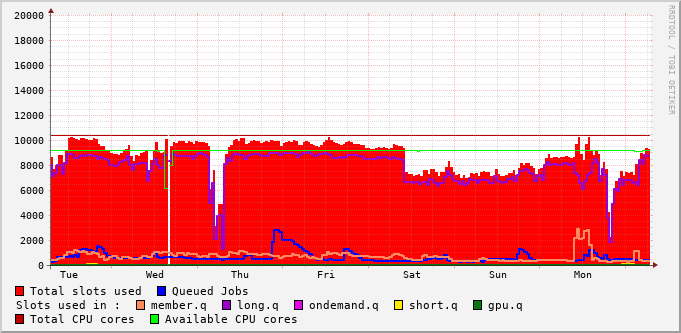 RRDTOOL / TOBI OETIKER
20000
18000
16000
14000
12000
10000
8000
6000
4000
2000
0
Tue Wed Thu Fri Sat Sun Mon
Total slots used Queued Jobs
Slots used in : member.q long.q ondemand.q short.q gpu.q
Total CPU cores Available CPU cores